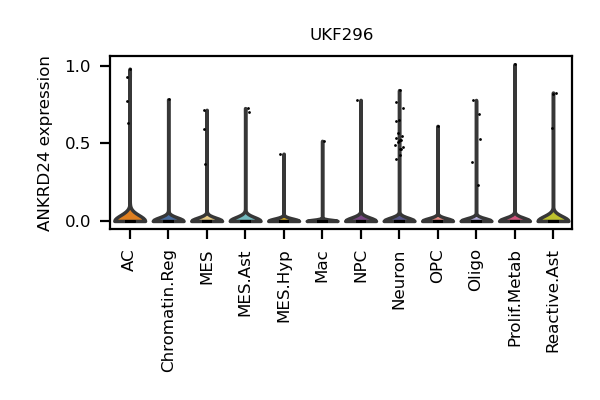 UKF296
ANKRD24 expression
1.0
0.5
0.0
AC
Chromatin.Reg
MES
MES.Ast
MES.Hyp
Mac
NPC
Neuron
OPC
Oligo
Prolif.Metab
Reactive.Ast